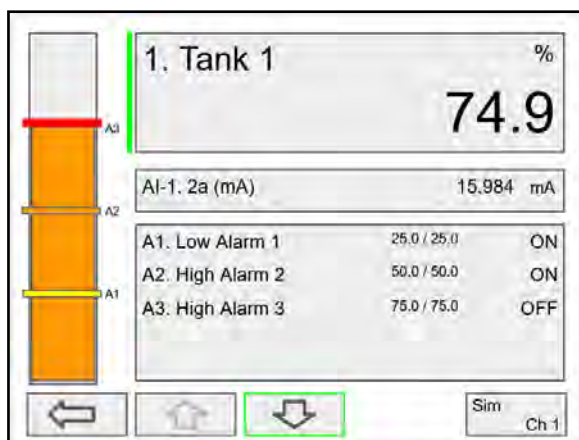 1. Tank 1 %
74.9
A3
AI-1. 2a (mA) 15.984 mA
A2
A1. Low Alarm 1 25.0 / 25.0 ON
A2. High Alarm 2 50.0 / 50.0 ON
A1
A3. High Alarm 3 75.0 / 75.0 OFF
Sim
Ch 1